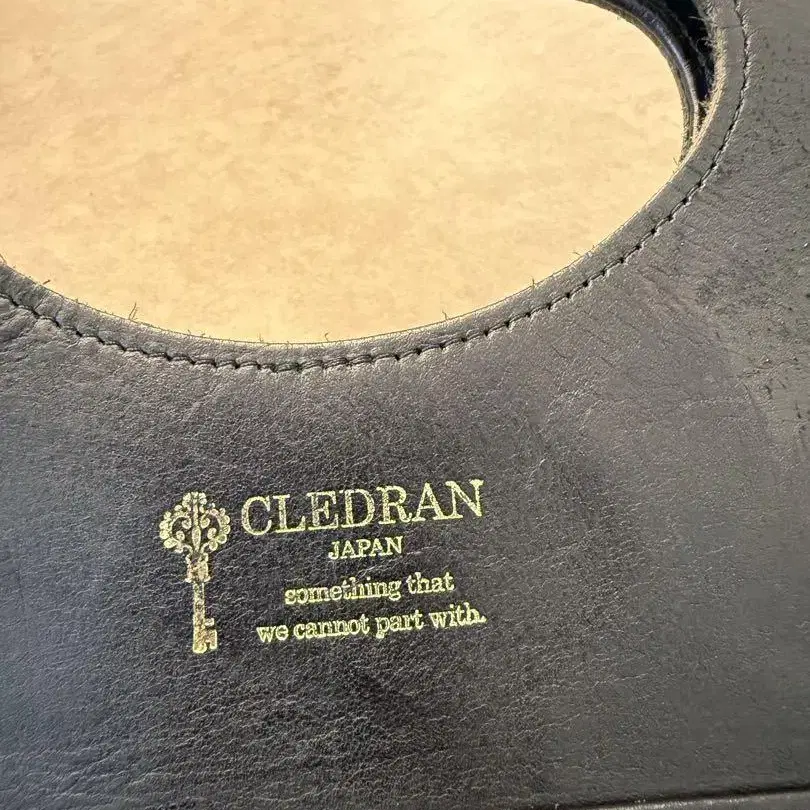 CLEDRAN
JAPAN
something that
we cannot part with.